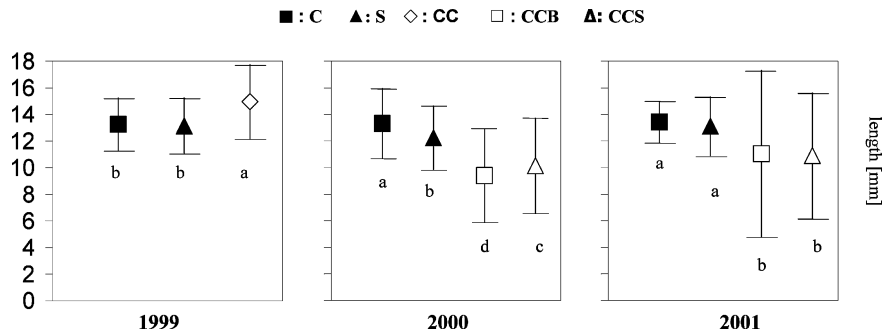 ■ : C ▲: S ◇ : CC □ : CCB Δ: CCS
18
16
14
12
10
8
6
4
2
0
b b a
a b d c
a a b b
length [mm]
1999 2000 2001